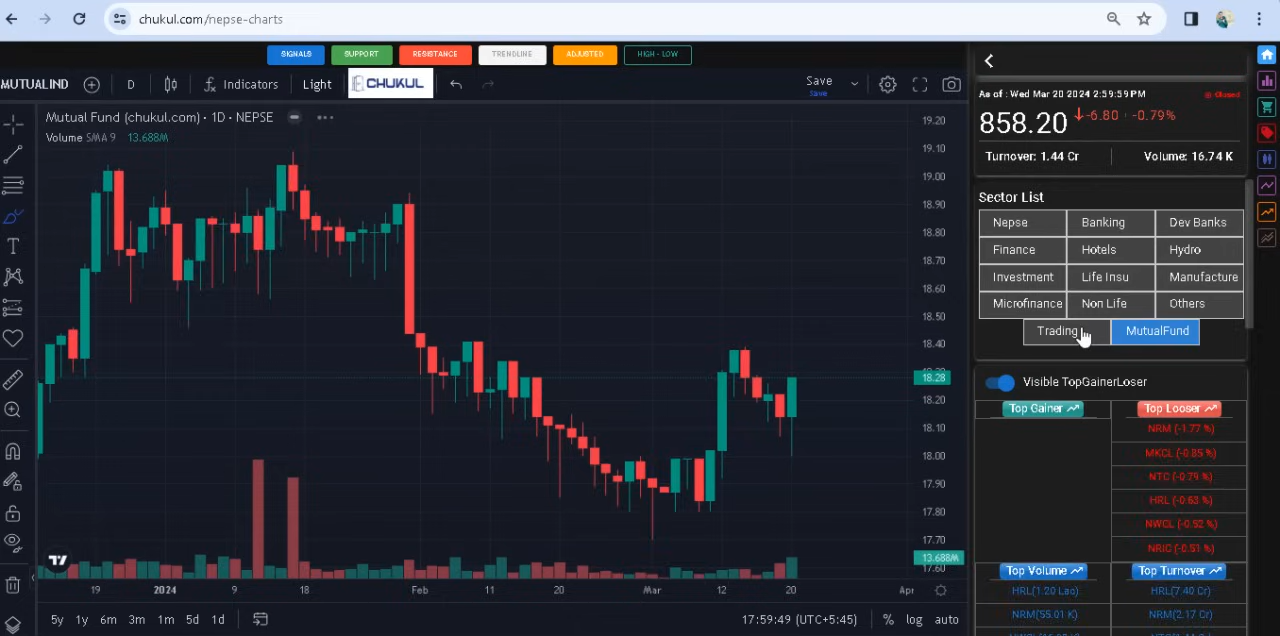 chukul.com/nepse-charts
SIGNALS SUPPORT RESISTANCE TRENDLINE ADJUSTED HIGH - LOW
MUTUALIND D Indicators Light CHUKUL Save
Save
Mutual Fund (chukul.com) · 1D · NEPSE
Volume SMA 9 13.688M
19.20
19.10
19.00
18.90
18.80
18.70
18.60
18.50
18.40
18.28
18.20
18.10
18.00
17.90
17.80
17.70
13.688M
17.60
19 2024 9 18 Feb 11 20 Mar 12 20 Apr
5y 1y 6m 3m 1m 5d 1d 17:59:49 (UTC+5:45) % log auto
As of : Wed Mar 20 2024 2:59:59 PM Closed
858.20 -6.80 · -0.79%
Turnover: 1.44 Cr Volume: 16.74 K
Sector List
Nepse Banking Dev Banks
Finance Hotels Hydro
Investment Life Insu Manufacture
Microfinance Non Life Others
Trading MutualFund
Visible TopGainerLoser
Top Gainer Top Looser
NRM (-1.77 %)
MKCL (-0.85 %)
NTC (-0.79 %)
HRL (-0.63 %)
NWCL (-0.52 %)
NRIC (-0.51 %)
Top Volume Top Turnover
HRL(1.20 Lac) HRL(7.40 Cr)
NRM(55.01 K) NRM(2.17 Cr)